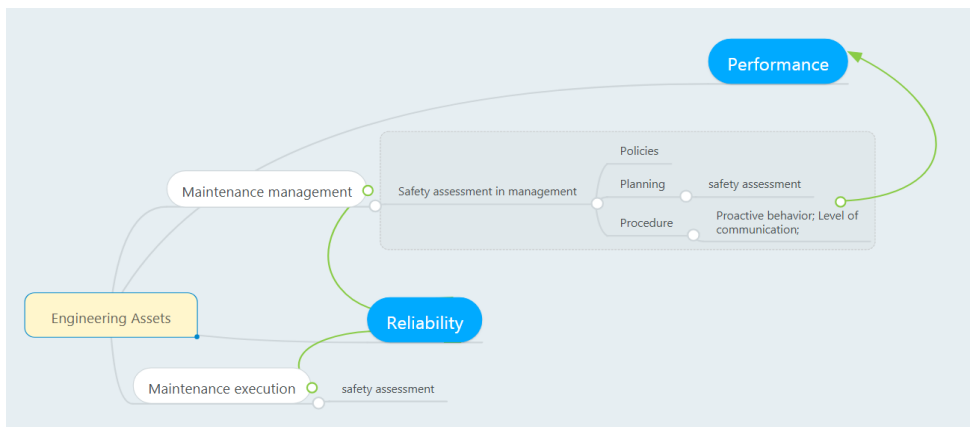 Performance
Policies
Maintenance management
Safety assessment in management
Planning
safety assessment
Procedure
Proactive behavior; Level of
communication;
Engineering Assets
Reliability
Maintenance execution
safety assessment